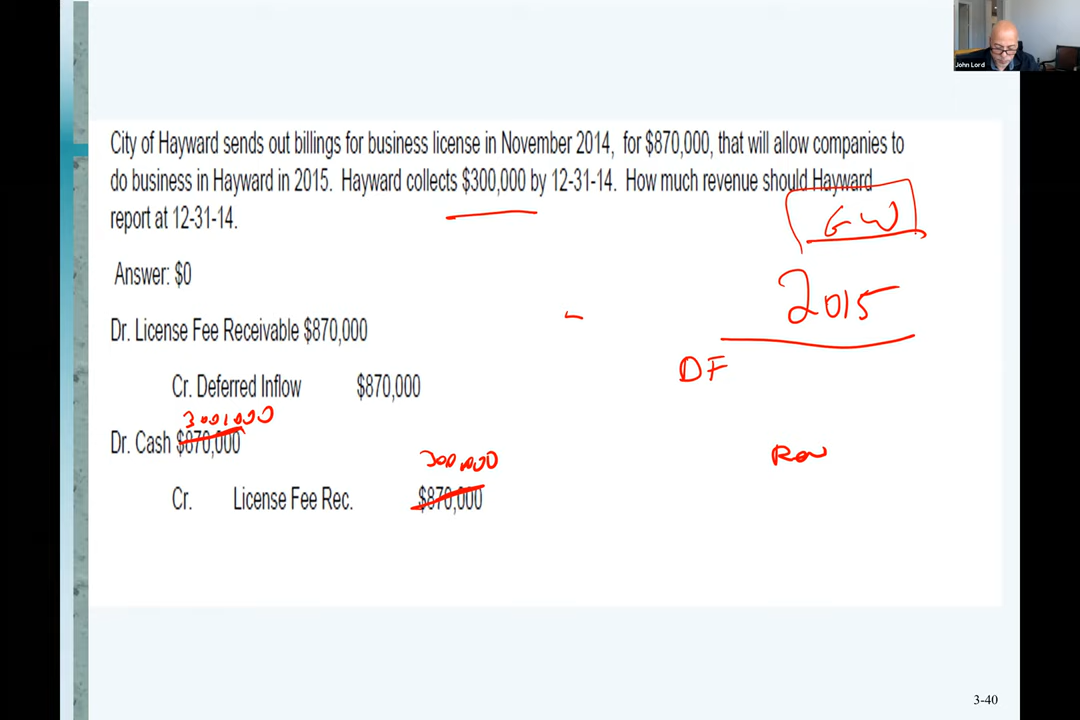 John Lord
City of Hayward sends out billings for business license in November 2014, for $870,000, that will allow companies to
do business in Hayward in 2015. Hayward collects $300,000 by 12-31-14. How much revenue should Hayward
report at 12-31-14.
GW
Answer: $0
2015
Dr. License Fee Receivable $870,000
DF
Cr. Deferred Inflow $870,000
300,000
Dr. Cash $870,000
300,000
Rev
Cr. License Fee Rec. $870,000
3-40